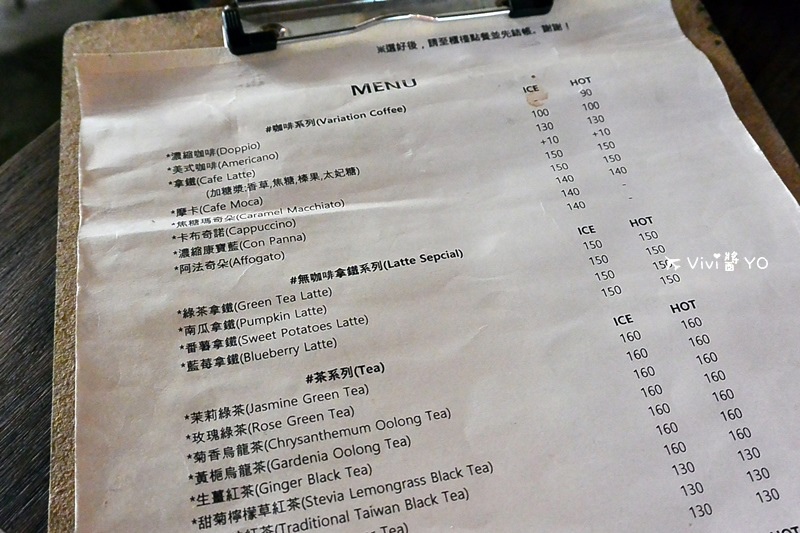 ※選好後，請至櫃檯點餐並先結帳。謝謝！
MENU
#咖啡系列(Variation Coffee) ICE HOT
*濃縮咖啡(Doppio) - 90
*美式咖啡(Americano) 100 100
*拿鐵(Cafe Latte) 130 130
(加糖漿:香草,焦糖,榛果,太妃糖) +10 +10
*摩卡(Cafe Moca) 150 150
*焦糖瑪奇朵(Caramel Macchiato) 150 150
*卡布奇諾(Cappuccino) 140 140
*濃縮康寶藍(Con Panna) 140 -
*阿法奇朵(Affogato) 140 -
#無咖啡拿鐵系列(Latte Sepcial) ICE HOT
*綠茶拿鐵(Green Tea Latte) 150 150
*南瓜拿鐵(Pumpkin Latte) 150 150
*番薯拿鐵(Sweet Potatoes Latte) 150 150
*藍莓拿鐵(Blueberry Latte) 150 150
Vivi醬 YO
#茶系列(Tea) ICE HOT
*茉莉綠茶(Jasmine Green Tea) 160 160
*玫瑰綠茶(Rose Green Tea) 160 160
*菊香烏龍茶(Chrysanthemum Oolong Tea) 160 160
*黃梔烏龍茶(Gardenia Oolong Tea) 160 160
*生薑紅茶(Ginger Black Tea) 160 160
*甜菊檸檬草紅茶(Stevia Lemongrass Black Tea) 160 160
紅茶(Traditional Taiwan Black Tea) 130 130
Tea) 130 130
130
HOT